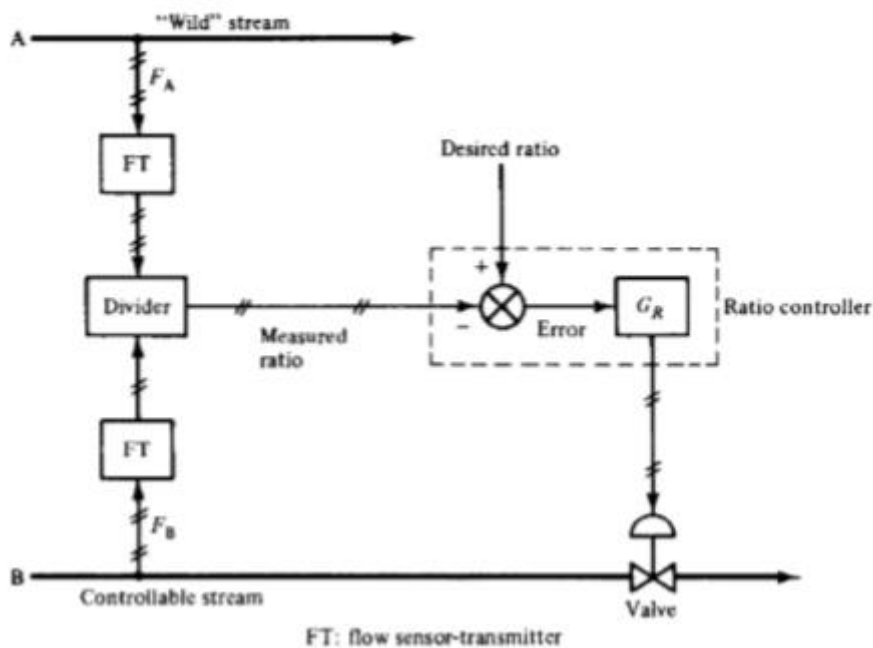 "Wild" stream
A
F_A
FT
Desired ratio
+
Divider
G_R
Ratio controller
−
Error
Measured
ratio
FT
F_B
B
Controllable stream
Valve
FT: flow sensor-transmitter